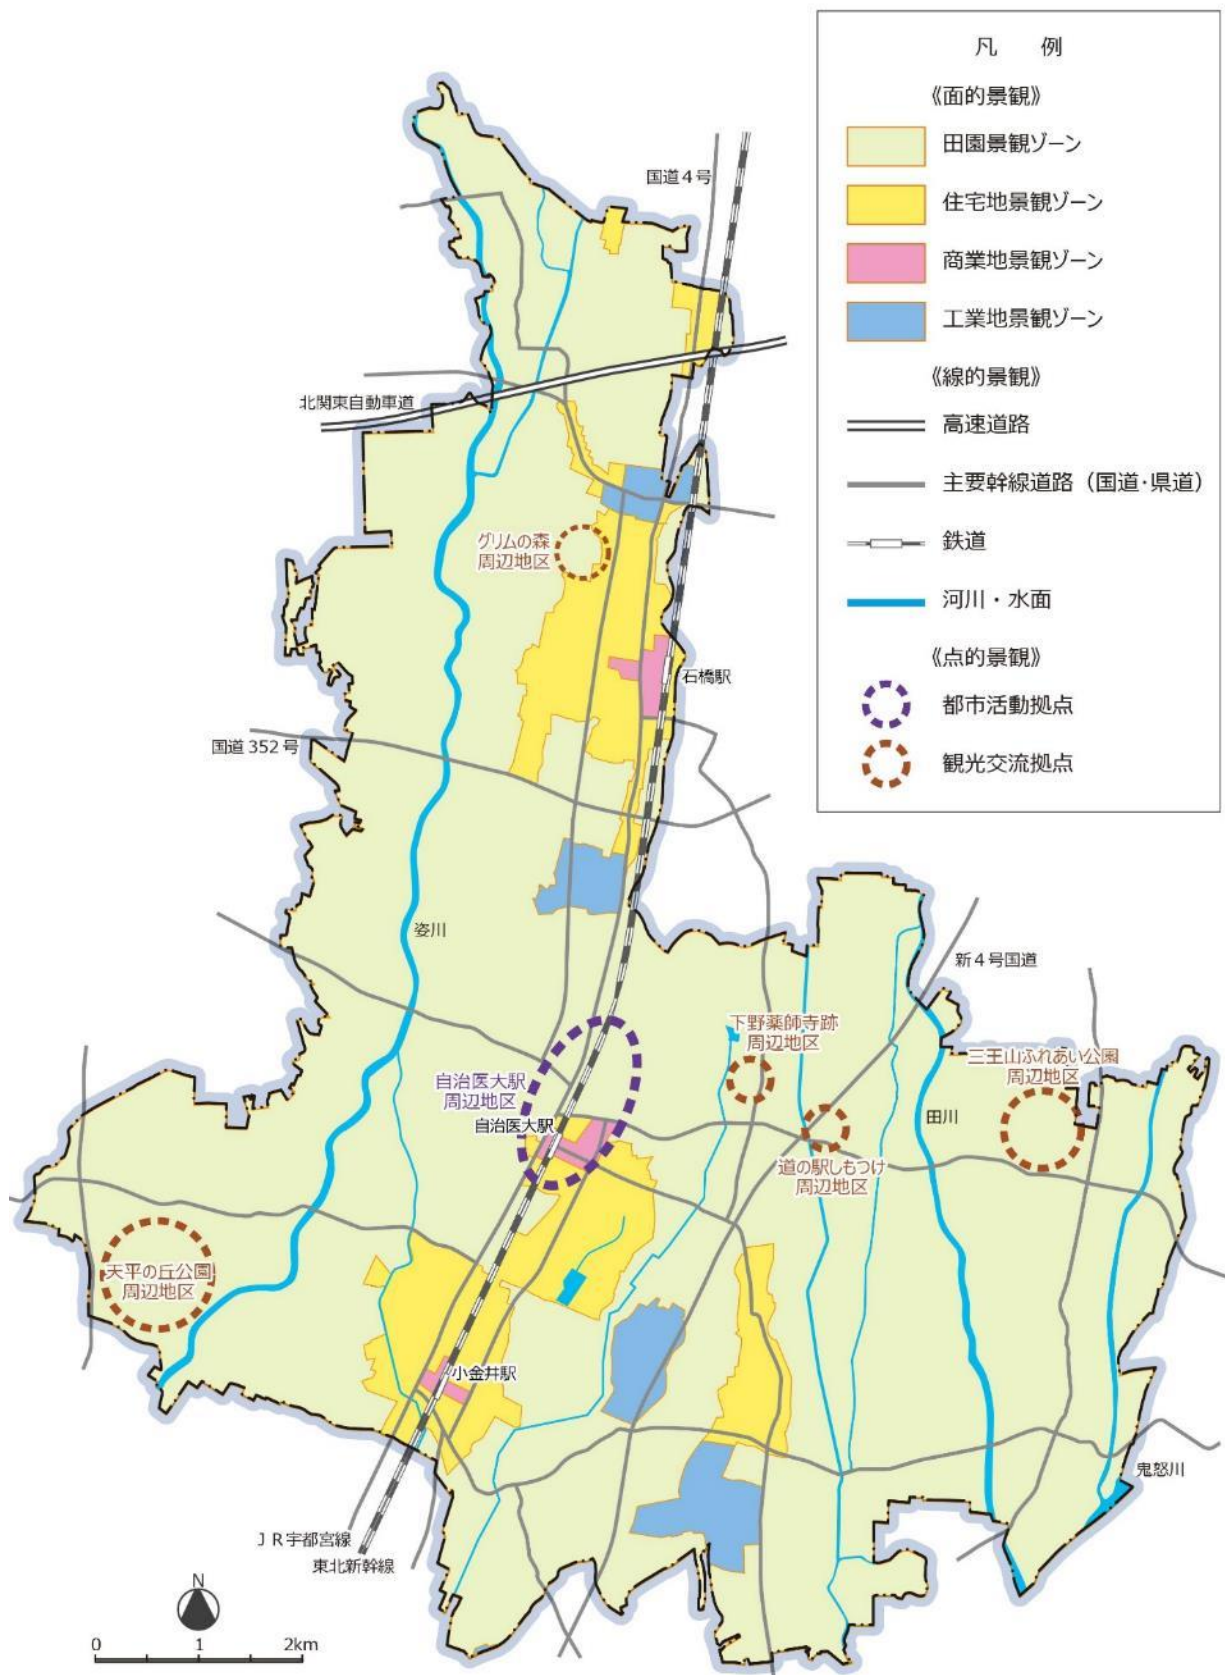 凡　例
《面的景観》
田園景観ゾーン
住宅地景観ゾーン
商業地景観ゾーン
工業地景観ゾーン
《線的景観》
高速道路
主要幹線道路（国道･県道）
鉄道
河川・水面
《点的景観》
都市活動拠点
観光交流拠点
国道４号
北関東自動車道
グリムの森
周辺地区
石橋駅
国道352号
姿川
新４号国道
下野薬師寺跡
周辺地区
三王山ふれあい公園
周辺地区
自治医大駅
周辺地区
自治医大駅
田川
道の駅しもつけ
周辺地区
天平の丘公園
周辺地区
小金井駅
鬼怒川
ＪＲ宇都宮線
東北新幹線
N
0 1 2km